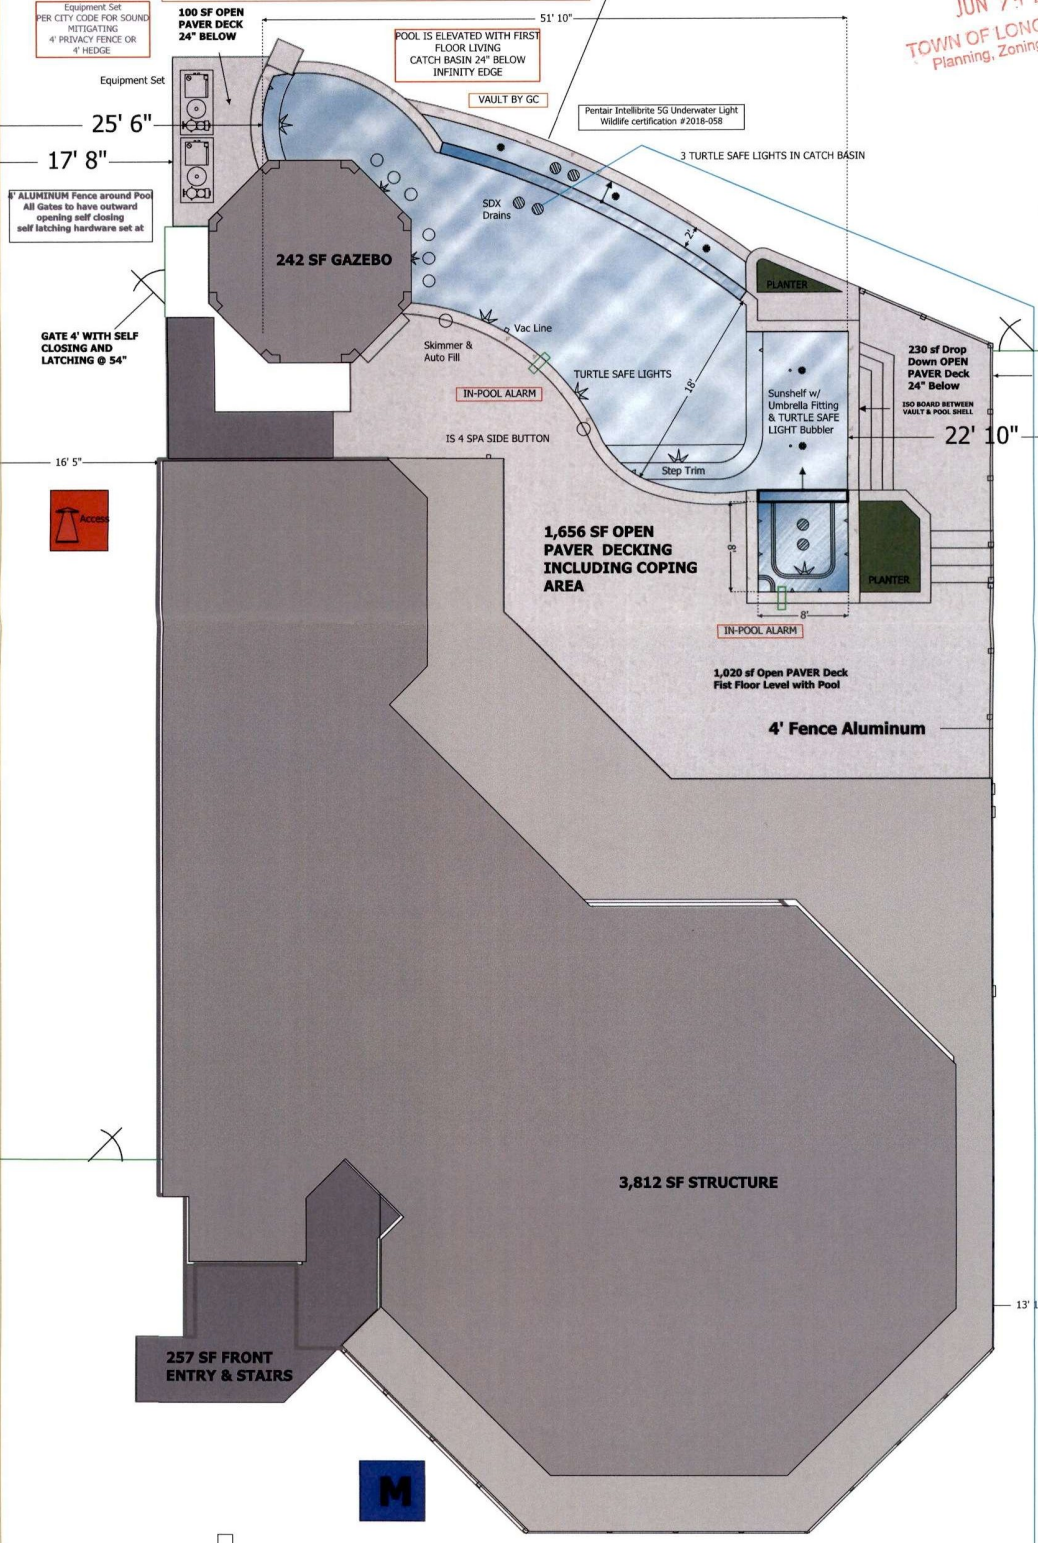 Equipment Set
PER CITY CODE FOR SOUND
MITIGATING
4' PRIVACY FENCE OR
4' HEDGE
100 SF OPEN
PAVER DECK
24" BELOW
51' 10"
JUN
TOWN OF LONG
Planning, Zoning
POOL IS ELEVATED WITH FIRST
FLOOR LIVING
CATCH BASIN 24" BELOW
INFINITY EDGE
VAULT BY GC
Equipment Set
Pentair Intellibrite 5G Underwater Light
Wildlife certification #2018-058
25' 6"
17' 8"
3 TURTLE SAFE LIGHTS IN CATCH BASIN
4' ALUMINUM Fence around Pool
All Gates to have outward
opening self closing
self latching hardware set at
SDX
Drains
2'
242 SF GAZEBO
PLANTER
GATE 4' WITH SELF
CLOSING AND
LATCHING @ 54"
Vac Line
Skimmer &
Auto Fill
TURTLE SAFE LIGHTS
18'
IN-POOL ALARM
Sunshelf w/
Umbrella Fitting
& TURTLE SAFE
LIGHT Bubbler
230 sf Drop
Down OPEN
PAVER Deck
24" Below
ISO BOARD BETWEEN
VAULT & POOL SHELL
22' 10"
IS 4 SPA SIDE BUTTON
16' 5"
Step Trim
Access
1,656 SF OPEN
PAVER DECKING
INCLUDING COPING
AREA
8'
PLANTER
8'
IN-POOL ALARM
1,020 sf Open PAVER Deck
Fist Floor Level with Pool
4' Fence Aluminum
3,812 SF STRUCTURE
13' 1
257 SF FRONT
ENTRY & STAIRS
M